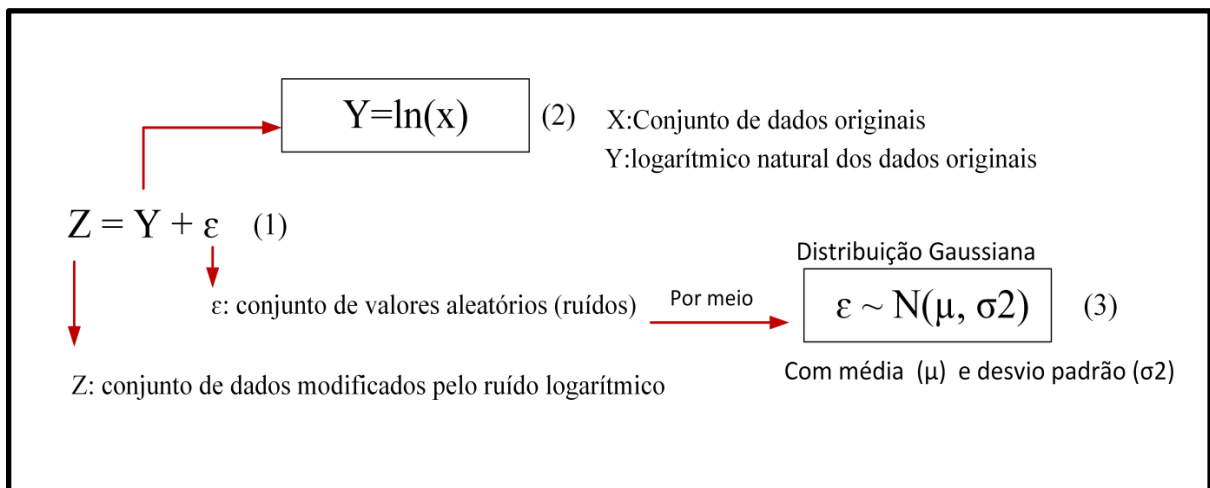 Y=ln(x) (2) X:Conjunto de dados originais
Y:logarítmico natural dos dados originais
Z = Y + ε (1)
Distribuição Gaussiana
ε: conjunto de valores aleatórios (ruídos) Por meio ε ~ N(μ, σ2) (3)
Com média (μ) e desvio padrão (σ2)
Z: conjunto de dados modificados pelo ruído logarítmico